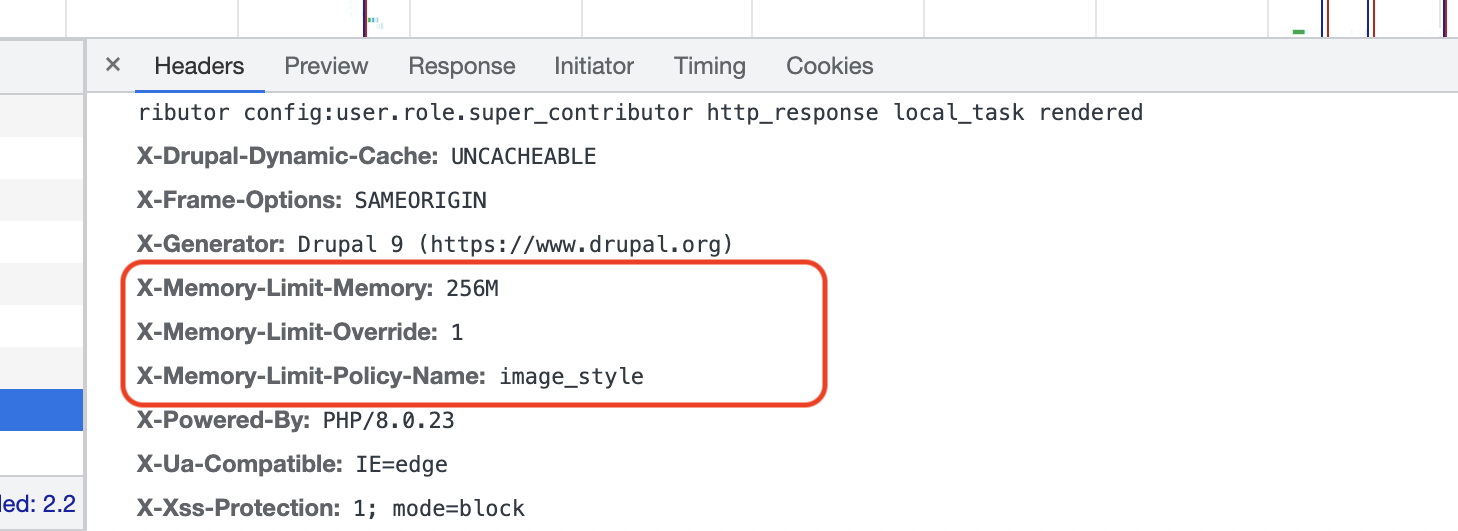 × Headers Preview Response Initiator Timing Cookies
ributor config:user.role.super_contributor http_response local_task rendered
X-Drupal-Dynamic-Cache: UNCACHEABLE
X-Frame-Options: SAMEORIGIN
X-Generator: Drupal 9 (https://www.drupal.org)
X-Memory-Limit-Memory: 256M
X-Memory-Limit-Override: 1
X-Memory-Limit-Policy-Name: image_style
X-Powered-By: PHP/8.0.23
X-Ua-Compatible: IE=edge
X-Xss-Protection: 1; mode=block
ded: 2.2